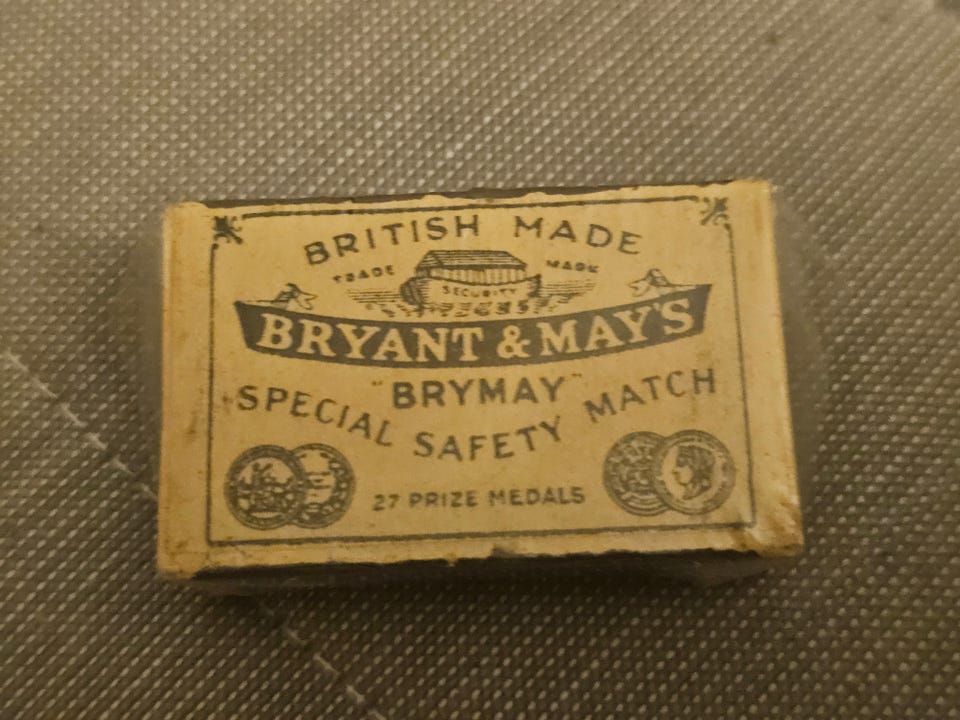 BRITISH MADE
TRADE MARK
SECURITY
BRYANT & MAY'S
"BRYMAY"
SPECIAL SAFETY MATCH
27 PRIZE MEDALS